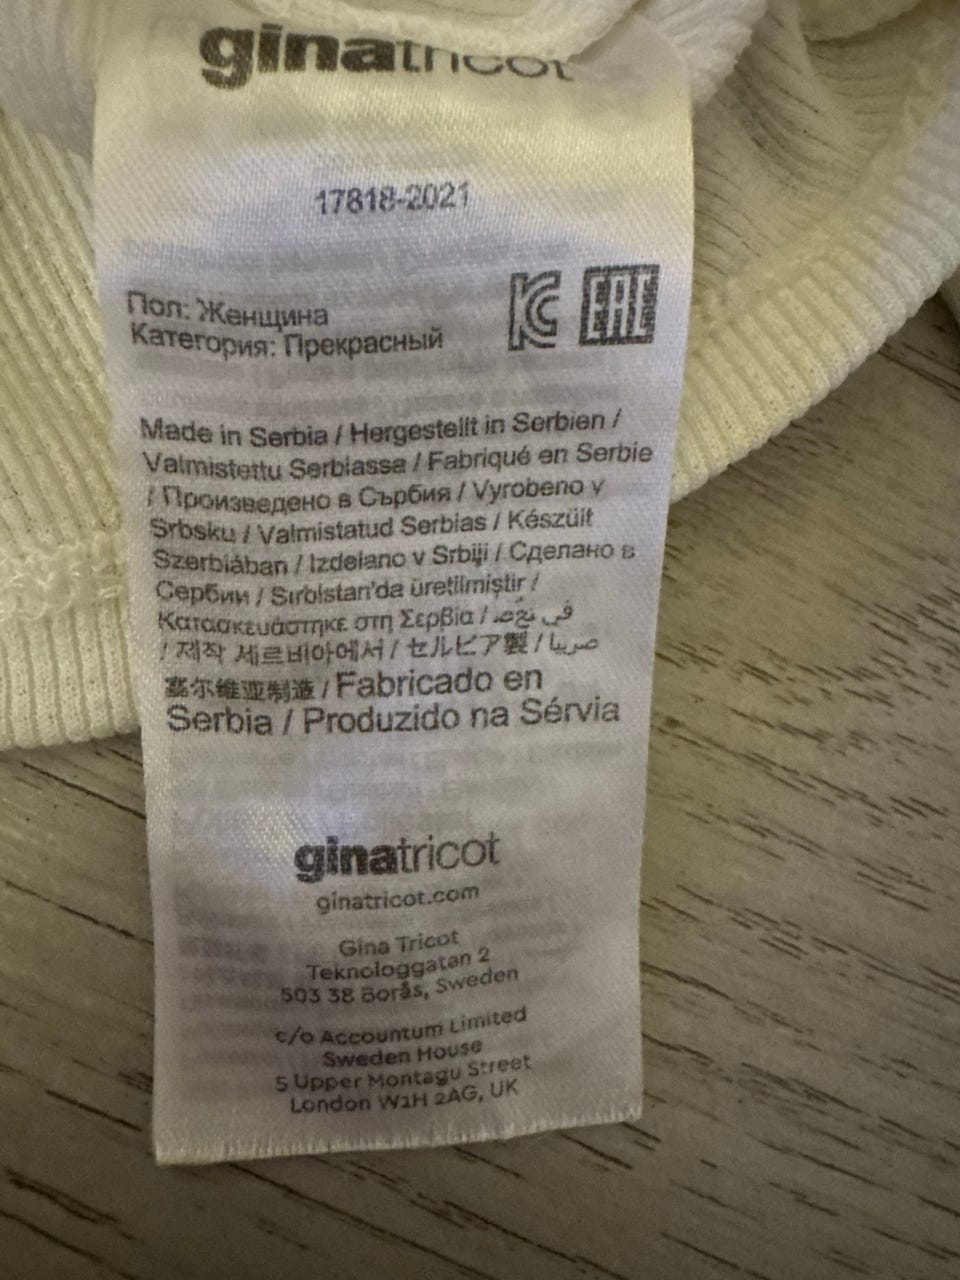 ginatricot
17818-2021
Пол: Женщина
Категория: Прекрасный
EAC
Made in Serbia / Hergestellt in Serbien /
Valmistettu Serbiassa / Fabriqué en Serbie
/ Произведено в Сърбия / Vyrobeno v
Srbsku / Valmistatud Serbias / Készült
Szerbiában / Izdelano v Srbiji / Сделано в
Сербии / Sırbistan'da üretilmiştir /
Κατασκευάστηκε στη Σερβία / في
/ 제작 세르비아에서 / セルビア製 / صربيا
塞尔维亚制造 / Fabricado en
Serbia / Produzido na Sérvia
ginatricot
ginatricot.com
Gina Tricot
Teknologgatan 2
503 38 Borås, Sweden
c/o Accountum Limited
Sweden House
5 Upper Montagu Street
London W1H 2AG, UK